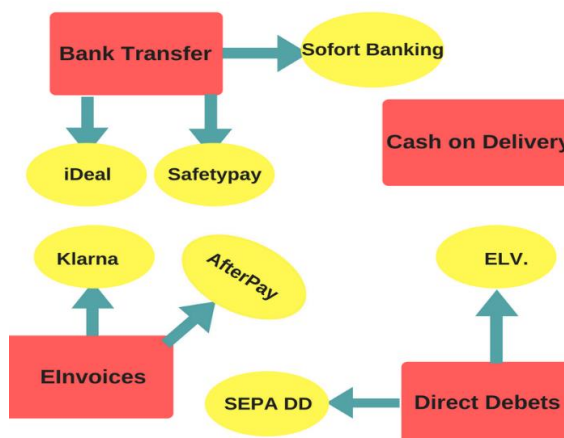 Bank Transfer
Sofort Banking
Cash on Delivery
iDeal
Safetypay
Klarna
AfterPay
ELV.
EInvoices
SEPA DD
Direct Debets